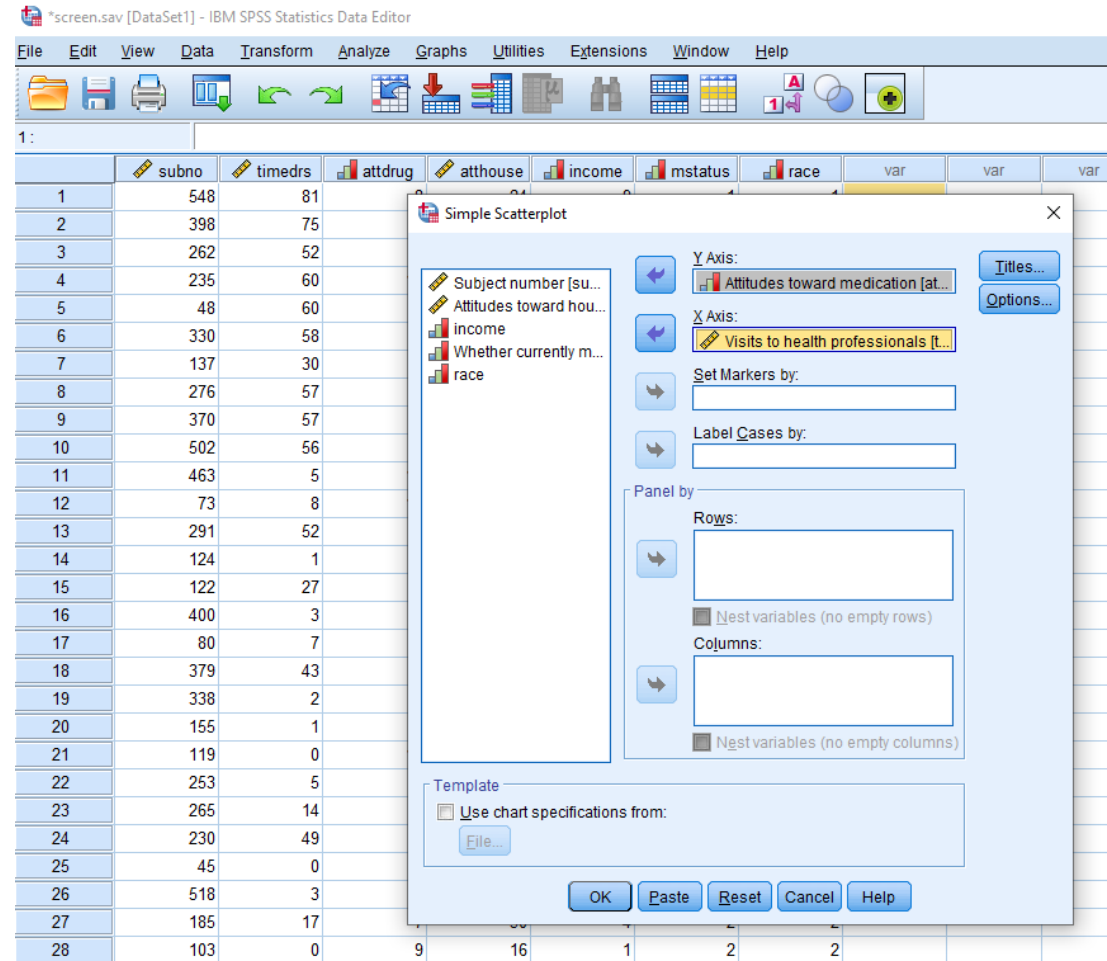 *screen.sav [DataSet1] - IBM SPSS Statistics Data Editor
File Edit View Data Transform Analyze Graphs Utilities Extensions Window Help
A
1
μ
1 :
subno timedrs attdrug atthouse income mstatus race var var var
1 548 81
2 398 75
3 262 52
4 235 60
5 48 60
6 330 58
7 137 30
8 276 57
9 370 57
10 502 56
11 463 5
12 73 8
13 291 52
14 124 1
15 122 27
16 400 3
17 80 7
18 379 43
19 338 2
20 155 1
21 119 0
22 253 5
23 265 14
24 230 49
25 45 0
26 518 3
27 185 17
28 103 0 9 16 1 2 2
Simple Scatterplot
Subject number [su...
Attitudes toward hou...
income
Whether currently m...
race
Y Axis:
Attitudes toward medication [at...
X Axis:
Visits to health professionals [t...
Set Markers by:
Label Cases by:
Titles...
Options...
Panel by
Rows:
Nest variables (no empty rows)
Columns:
Nest variables (no empty columns)
Template
Use chart specifications from:
File...
OK Paste Reset Cancel Help